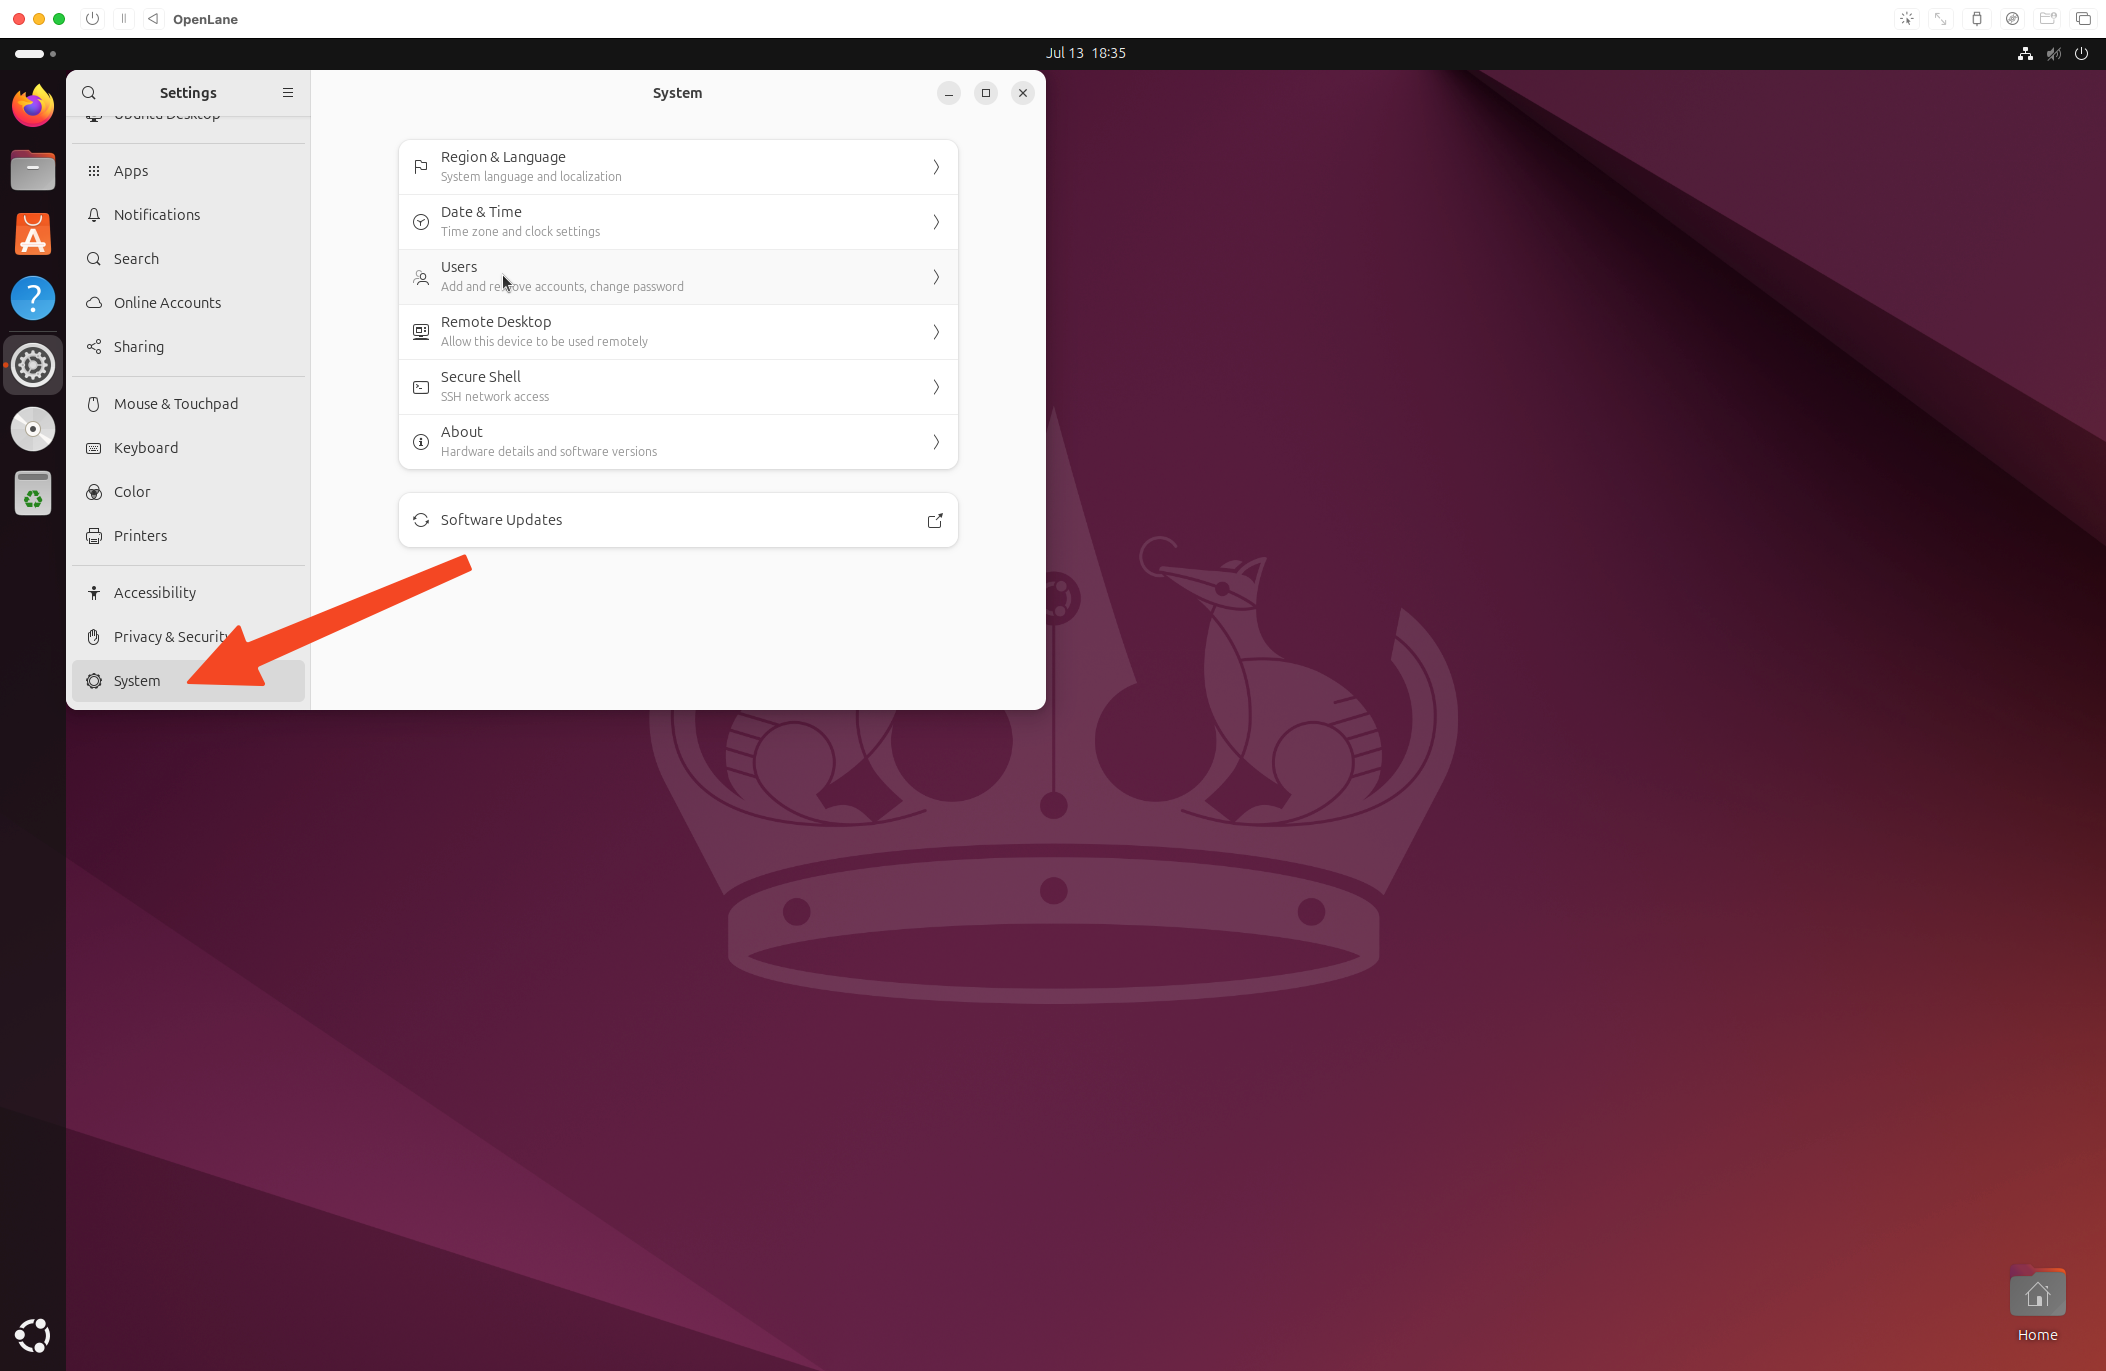 OpenLane
Jul 13 18:35
Settings
System
Ubuntu Desktop
Apps
Notifications
Search
Online Accounts
Sharing
Mouse & Touchpad
Keyboard
Color
Printers
Accessibility
Privacy & Security
System
Region & Language
System language and localization
Date & Time
Time zone and clock settings
Users
Add and remove accounts, change password
Remote Desktop
Allow this device to be used remotely
Secure Shell
SSH network access
About
Hardware details and software versions
Software Updates
Home